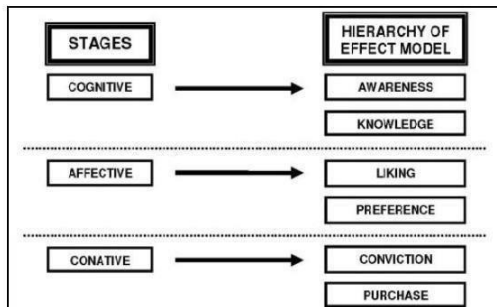 STAGES
HIERARCHY OF
EFFECT MODEL
COGNITIVE
AWARENESS
KNOWLEDGE
AFFECTIVE
LIKING
PREFERENCE
CONATIVE
CONVICTION
PURCHASE